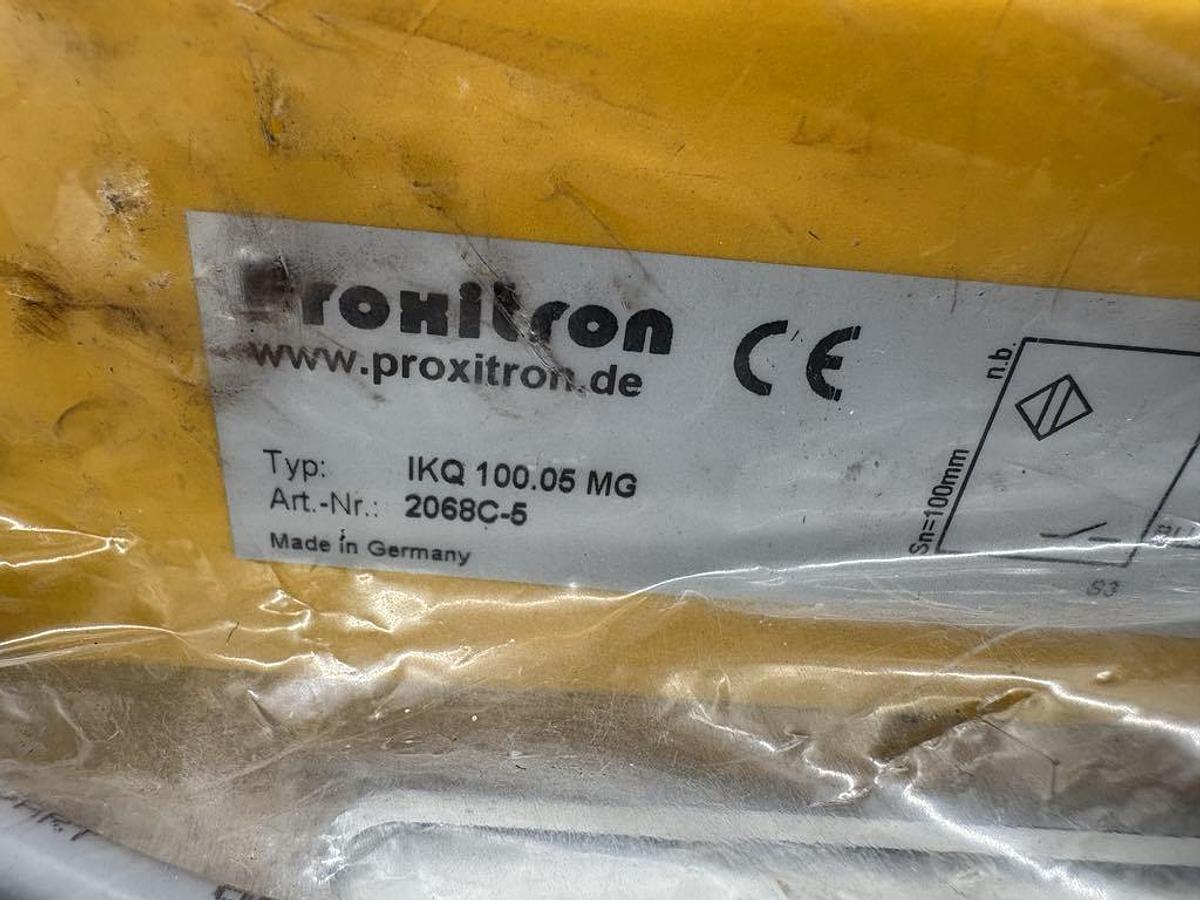 Proxitron
www.proxitron.de
CE
Typ: IKQ 100.05 MG
Art.-Nr.: 2068C-5
Made in Germany
n.b.
Sn=100mm
S3